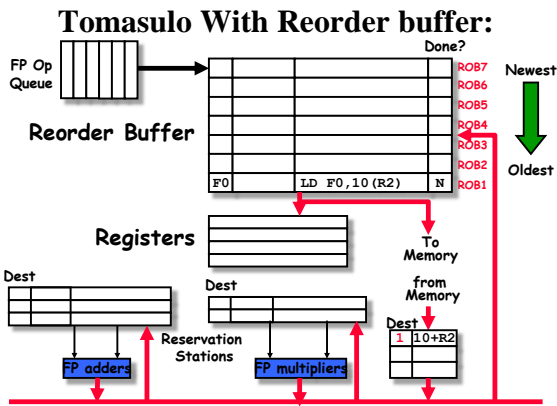 Tomasulo With Reorder buffer:
Done?
FP Op
Queue
ROB7
ROB6
ROB5
ROB4
ROB3
ROB2
ROB1
Newest
Oldest
Reorder Buffer
F0 LD F0,10(R2) N
Registers
To
Memory
from
Memory
Dest
Dest
Dest
1 10+R2
Reservation
Stations
FP adders
FP multipliers